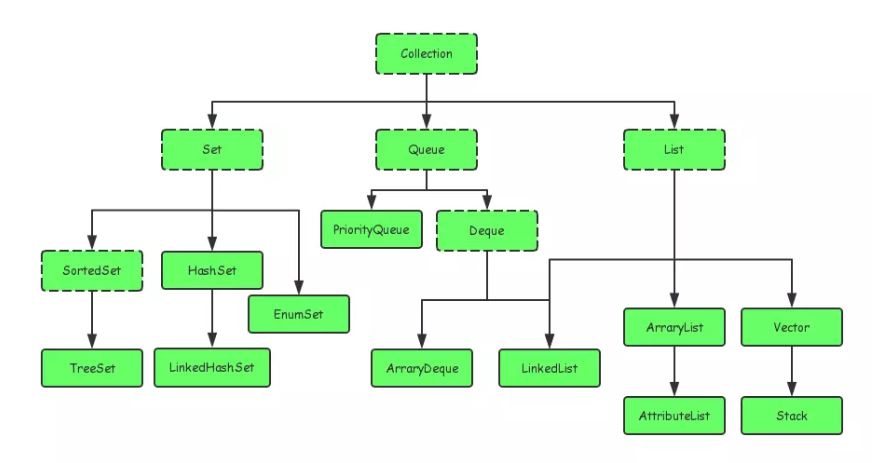 Collection
Set
Queue
List
PriorityQueue
Deque
SortedSet
HashSet
EnumSet
ArraryList
Vector
TreeSet
LinkedHashSet
ArraryDeque
LinkedList
AttributeList
Stack